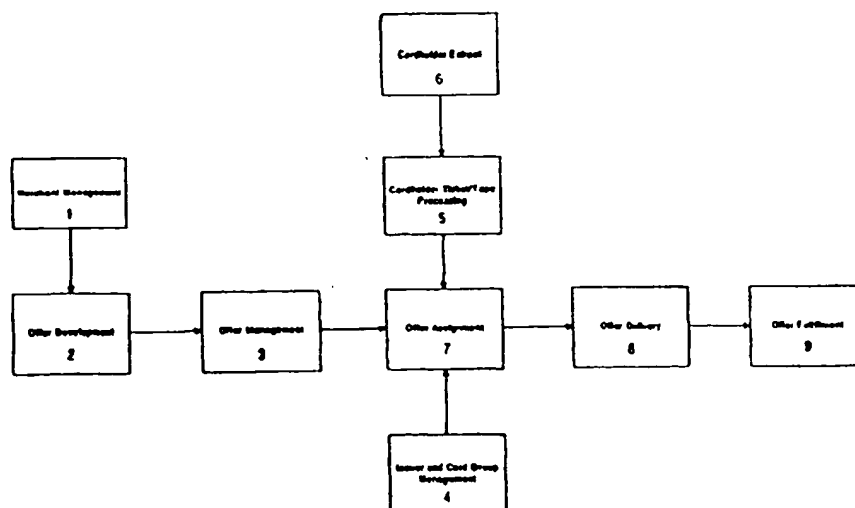 Cardholder Extract
6
Merchant Management
1
Cardholder Ticket/Tape
Processing
5
Offer Development
2
Offer Management
3
Offer Assignment
7
Offer Delivery
8
Offer Fulfillment
9
Issuer and Card Group
Management
4